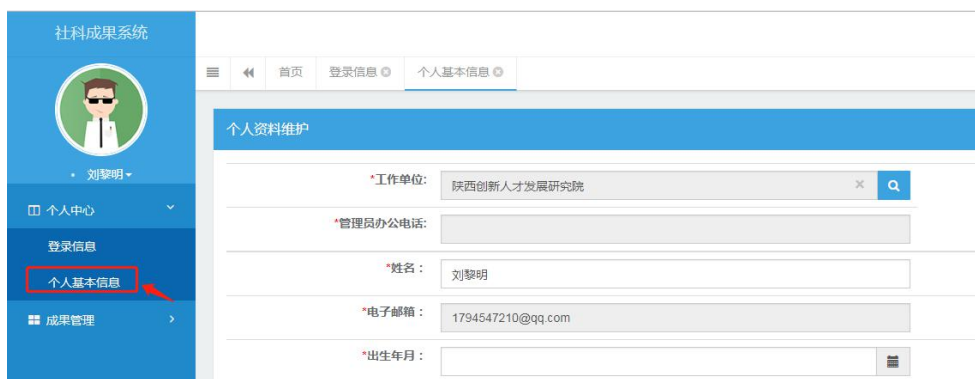 社科成果系统
首页 登录信息 个人基本信息
个人资料维护
刘黎明
*工作单位: 陕西创新人才发展研究院
个人中心
*管理员办公电话:
登录信息
*姓名： 刘黎明
个人基本信息
*电子邮箱： 1794547210@qq.com
成果管理
*出生年月：